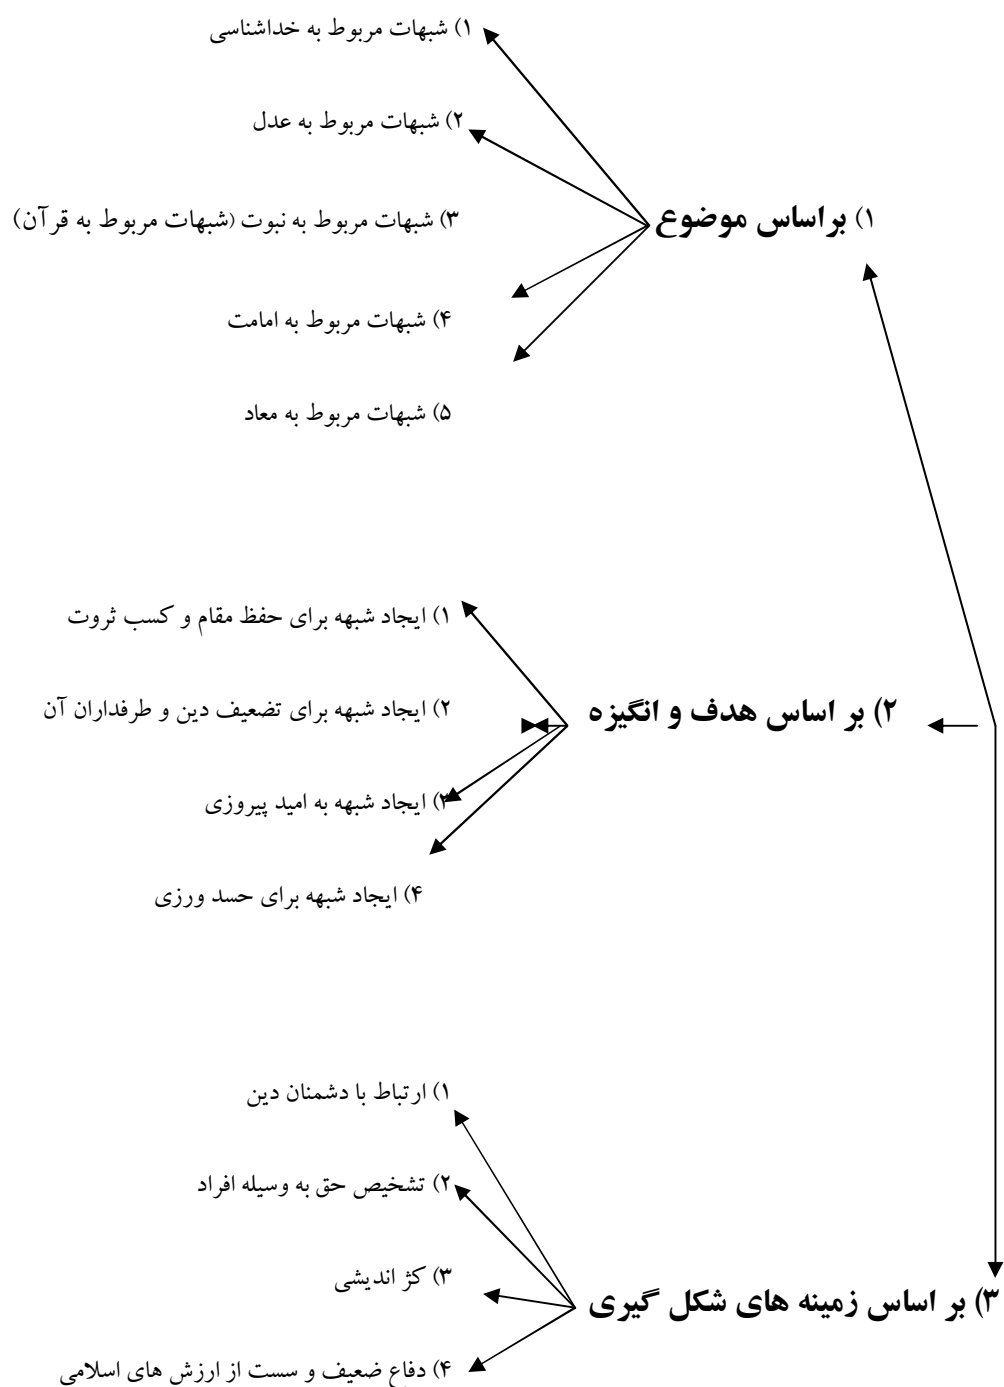 ۱) شبهات مربوط به خداشناسی
۲) شبهات مربوط به عدل
۱) براساس موضوع
۳) شبهات مربوط به نبوت (شبهات مربوط به قرآن)
۴) شبهات مربوط به امامت
۵) شبهات مربوط به معاد
۱) ایجاد شبهه برای حفظ مقام و کسب ثروت
۲) بر اساس هدف و انگیزه
۲) ایجاد شبهه برای تضعیف دین و طرفداران آن
۳) ایجاد شبهه به امید پیروزی
۴) ایجاد شبهه برای حسد ورزی
۱) ارتباط با دشمنان دین
۲) تشخیص حق به وسیله افراد
۳) کژ اندیشی
۳) بر اساس زمینه های شکل گیری
۴) دفاع ضعیف و سست از ارزش های اسلامی